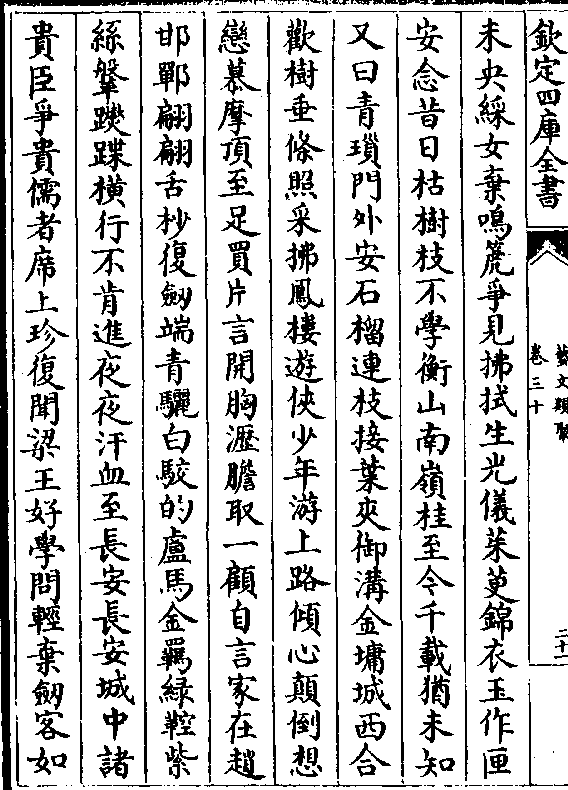 欽定四庫全書
藝文類聚
卷三十
二十一
未央綵女棄鳴箎爭見拂拭生光儀茱萸錦衣玉作匣
安念昔日枯樹枝不學衡山南嶺桂至今千載猶未知
又曰青瑣門外安石榴連枝接葉夾御溝金墉城西合
歡樹垂條照采拂鳳樓遊俠少年游上路傾心顛倒想
戀慕摩頂至足買片言開胸瀝膽取一顧自言家在趙
邯鄲翩翩舌杪復劒端青驪白駮的盧馬金羈緑鞚紫
絲鞶蹀躞橫行不肯進夜夜汗血至長安長安城中諸
貴臣爭貴儒者席上珍復聞梁王好學問輕棄劒客如